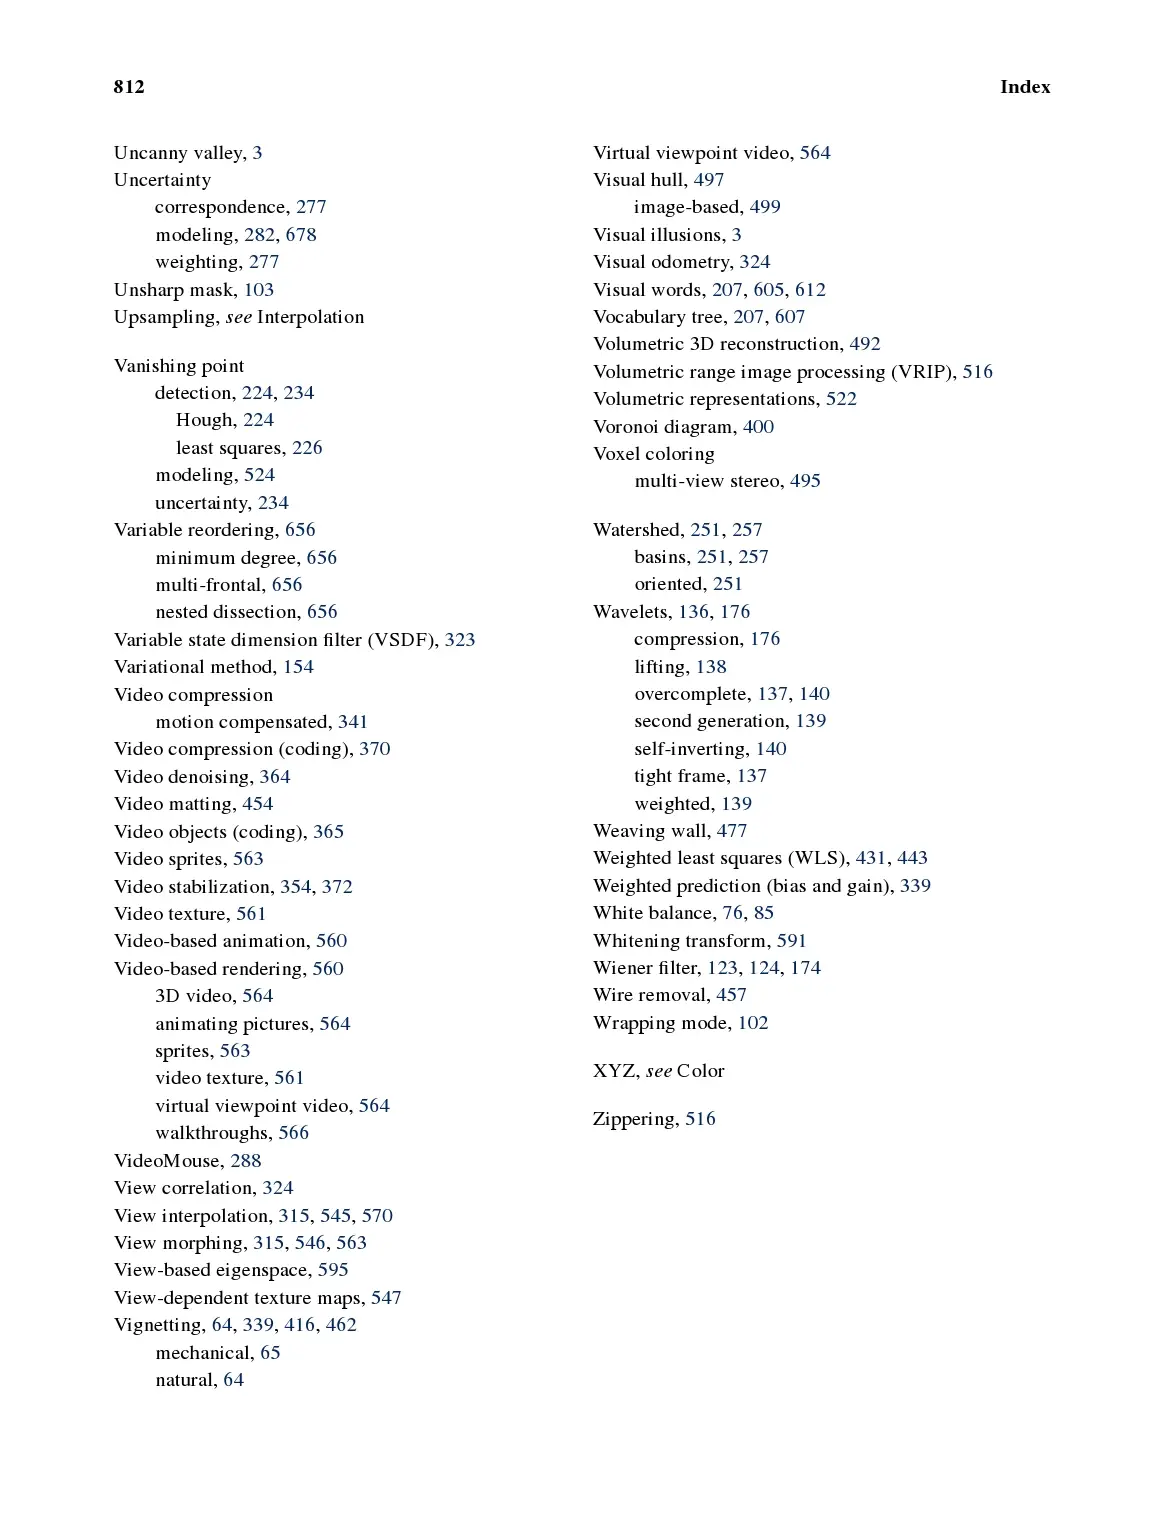 812
Index
Uncanny valley, 3
Uncertainty
correspondence, 277
modeling, 282, 678
weighting, 277
Unsharp mask, 103
Upsampling, see Interpolation
Vanishing point
detection, 224, 234
Hough, 224
least squares, 226
modeling, 524
uncertainty, 234
Variable reordering, 656
minimum degree, 656
multi-frontal, 656
nested dissection, 656
Variable state dimension filter (VSDF), 323
Variational method, 154
Video compression
motion compensated, 341
Video compression (coding), 370
Video denoising, 364
Video matting, 454
Video objects (coding), 365
Video sprites, 563
Video stabilization, 354, 372
Video texture, 561
Video-based animation, 560
Video-based rendering, 560
3D video, 564
animating pictures, 564
sprites, 563
video texture, 561
virtual viewpoint video, 564
walkthroughs, 566
VideoMouse, 288
View correlation, 324
View interpolation, 315, 545, 570
View morphing, 315, 546, 563
View-based eigenspace, 595
View-dependent texture maps, 547
Vignetting, 64, 339, 416, 462
mechanical, 65
natural, 64
Virtual viewpoint video, 564
Visual hull, 497
image-based, 499
Visual illusions, 3
Visual odometry, 324
Visual words, 207, 605, 612
Vocabulary tree, 207, 607
Volumetric 3D reconstruction, 492
Volumetric range image processing (VRIP), 516
Volumetric representations, 522
Voronoi diagram, 400
Voxel coloring
multi-view stereo, 495
Watershed, 251, 257
basins, 251, 257
oriented, 251
Wavelets, 136, 176
compression, 176
lifting, 138
overcomplete, 137, 140
second generation, 139
self-inverting, 140
tight frame, 137
weighted, 139
Weaving wall, 477
Weighted least squares (WLS), 431, 443
Weighted prediction (bias and gain), 339
White balance, 76, 85
Whitening transform, 591
Wiener filter, 123, 124, 174
Wire removal, 457
Wrapping mode, 102
XYZ, see Color
Zippering, 516